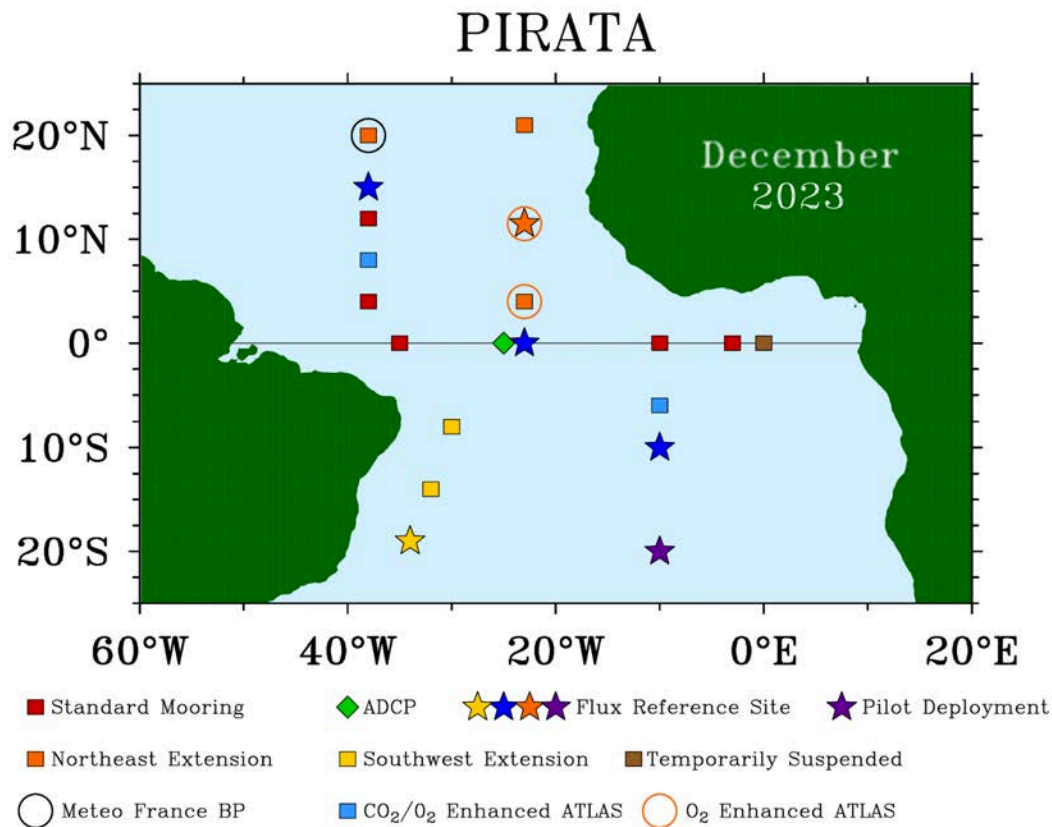 PIRATA
20°N
10°N
0°
10°S
20°S
December
2023
60°W 40°W 20°W 0°E 20°E
Standard Mooring ADCP Flux Reference Site Pilot Deployment
Northeast Extension Southwest Extension Temporarily Suspended
Meteo France BP CO₂/O₂ Enhanced ATLAS O₂ Enhanced ATLAS